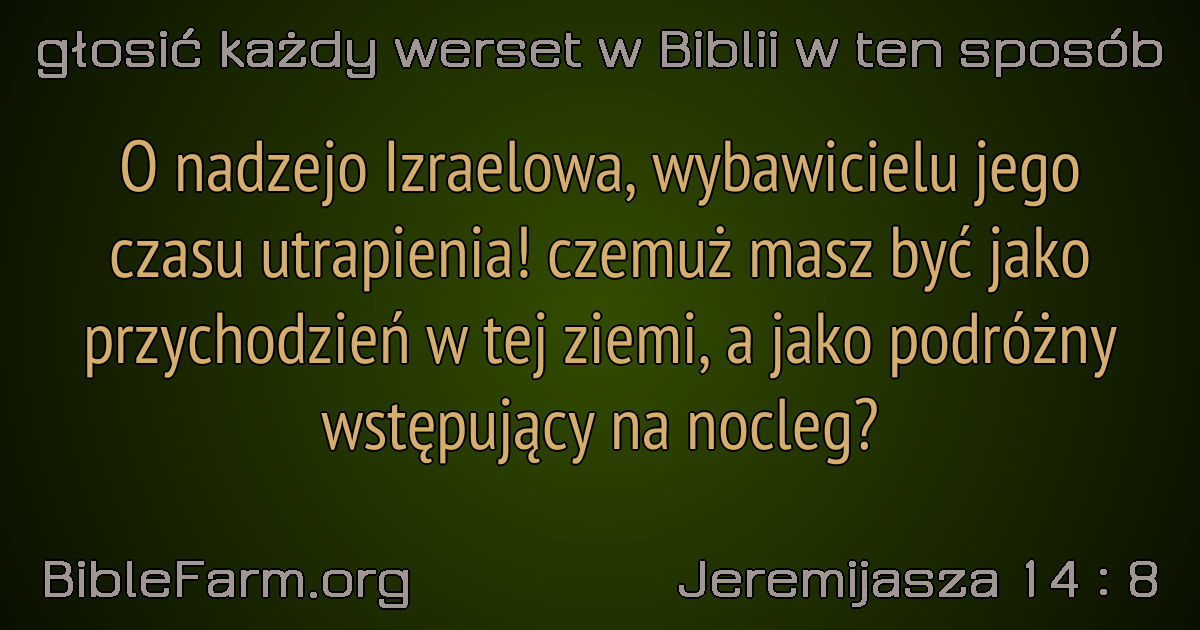 głosić każdy werset w Biblii w ten sposób
O nadzejo Izraelowa, wybawicielu jego
czasu utrapienia! czemuż masz być jako
przychodzień w tej ziemi, a jako podróżny
wstępujący na nocleg?
BibleFarm.org
Jeremijasza 14 : 8